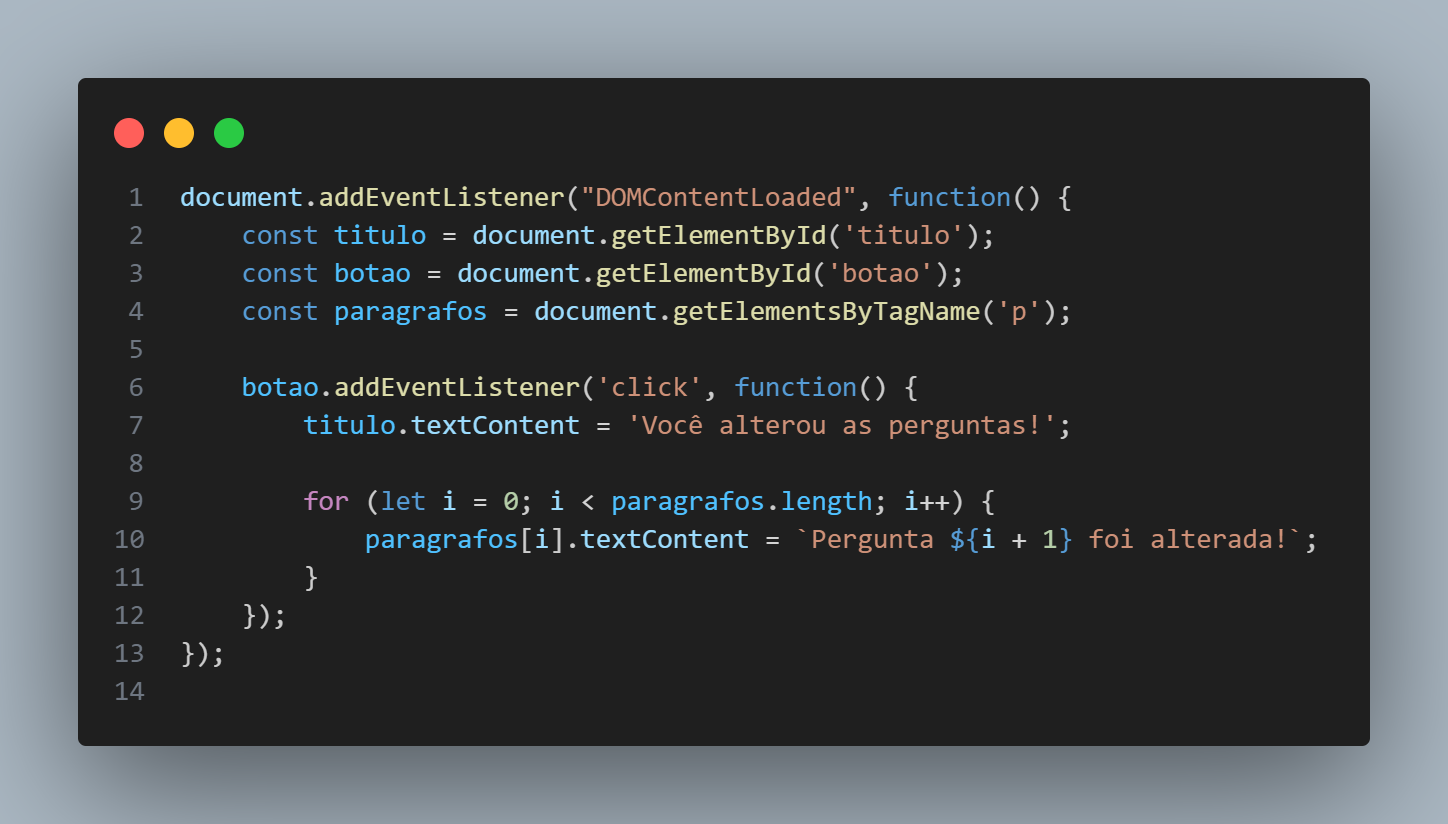 1 document.addEventListener("DOMContentLoaded", function() {
2     const titulo = document.getElementById('titulo');
3     const botao = document.getElementById('botao');
4     const paragrafos = document.getElementsByTagName('p');
5
6     botao.addEventListener('click', function() {
7         titulo.textContent = 'Você alterou as perguntas!';
8
9         for (let i = 0; i < paragrafos.length; i++) {
10             paragrafos[i].textContent = `Pergunta ${i + 1} foi alterada!`;
11         }
12     });
13 });
14